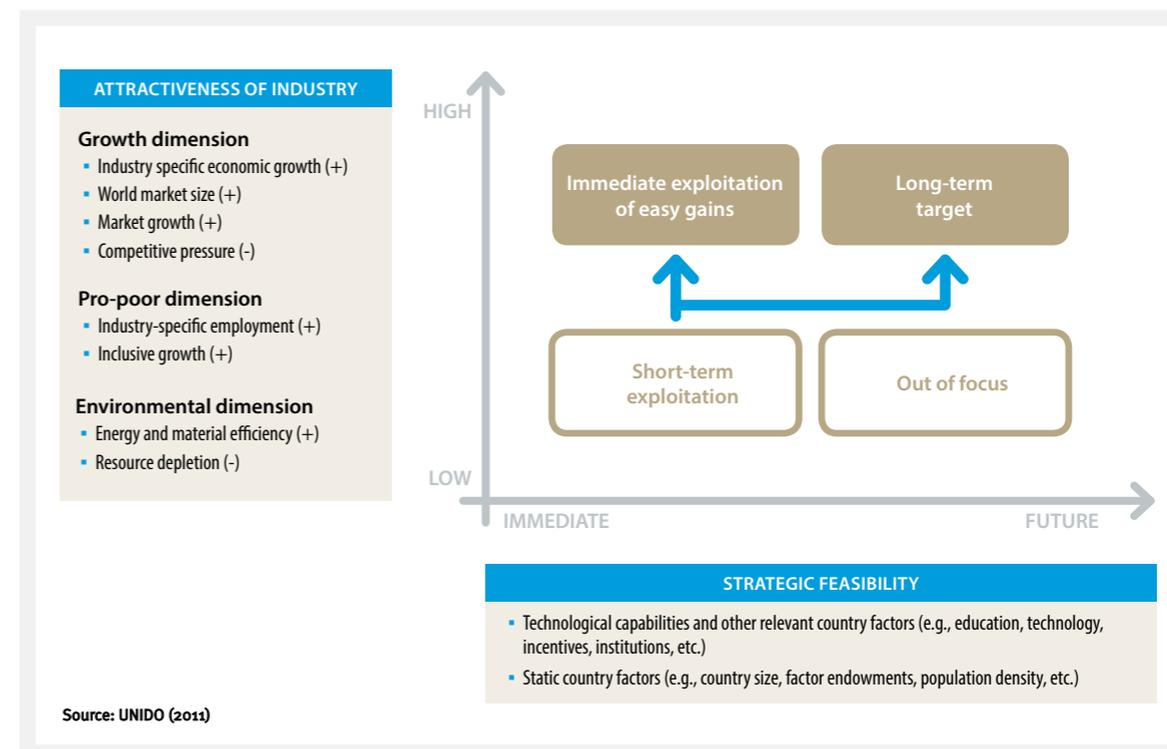 ATTRACTIVENESS OF INDUSTRY
Growth dimension
▪ Industry specific economic growth (+)
▪ World market size (+)
▪ Market growth (+)
▪ Competitive pressure (-)
Pro-poor dimension
▪ Industry-specific employment (+)
▪ Inclusive growth (+)
Environmental dimension
▪ Energy and material efficiency (+)
▪ Resource depletion (-)
HIGH
Immediate exploitation
of easy gains
Long-term
target
Short-term
exploitation
Out of focus
LOW
IMMEDIATE
FUTURE
STRATEGIC FEASIBILITY
▪ Technological capabilities and other relevant country factors (e.g., education, technology,
incentives, institutions, etc.)
▪ Static country factors (e.g., country size, factor endowments, population density, etc.)
Source: UNIDO (2011)